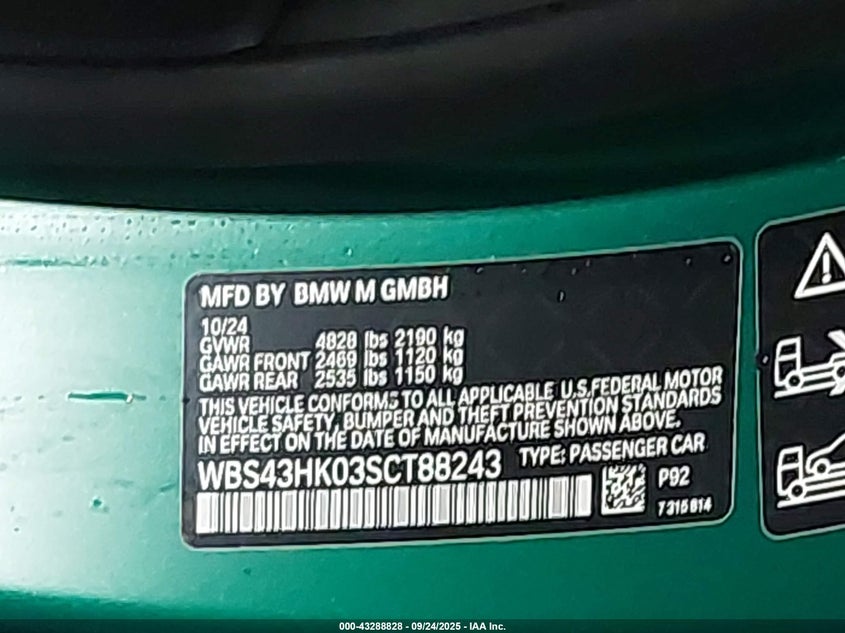 MFD BY BMW M GMBH
10/24
GVWR 4828 lbs 2190 kg
GAWR FRONT 2469 lbs 1120 kg
GAWR REAR 2535 lbs 1150 kg
THIS VEHICLE CONFORMS TO ALL APPLICABLE U.S.FEDERAL MOTOR
VEHICLE SAFETY, BUMPER AND THEFT PREVENTION STANDARDS
IN EFFECT ON THE DATE OF MANUFACTURE SHOWN ABOVE.
WBS43HK03SCT88243 TYPE: PASSENGER CAR
P92
7315814
000-43288828 - 09/24/2025 - IAA Inc.